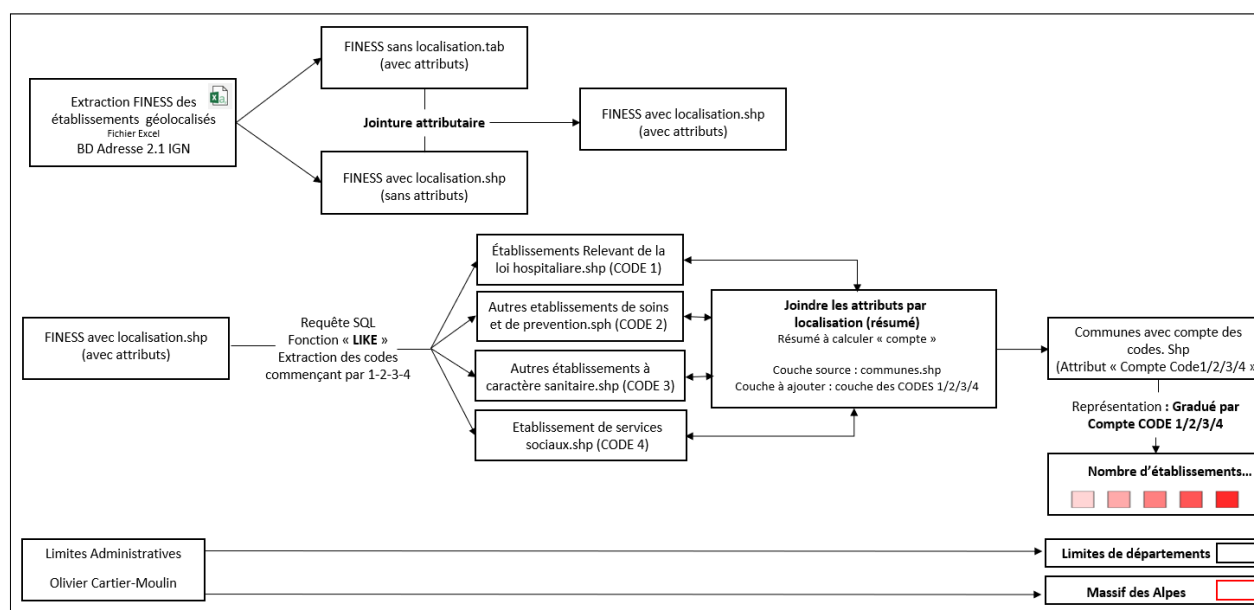 FINESS sans localisation.tab
(avec attributs)
Extraction FINESS des
établissements géolocalisés
Fichier Excel
BD Adresse 2.1 IGN
Jointure attributaire
FINESS avec localisation.shp
(avec attributs)
FINESS avec localisation.shp
(sans attributs)
FINESS avec localisation.shp
(avec attributs)
Requête SQL
Fonction « LIKE »
Extraction des codes
commençant par 1-2-3-4
Établissements Relevant de la
loi hospitaliare.shp (CODE 1)
Autres etablissements de soins
et de prevention.sph (CODE 2)
Autres établissements à
caractère sanitaire.shp (CODE 3)
Etablissement de services
sociaux.shp (CODE 4)
Joindre les attributs par
localisation (résumé)
Résumé à calculer « compte »
Couche source : communes.shp
Couche à ajouter : couche des CODES 1/2/3/4
Communes avec compte des
codes. Shp
(Attribut « Compte Code1/2/3/4 »
Représentation : Gradué par
Compte CODE 1/2/3/4
Nombre d’établissements…
Limites Administratives
Olivier Cartier-Moulin
Limites de départements
Massif des Alpes